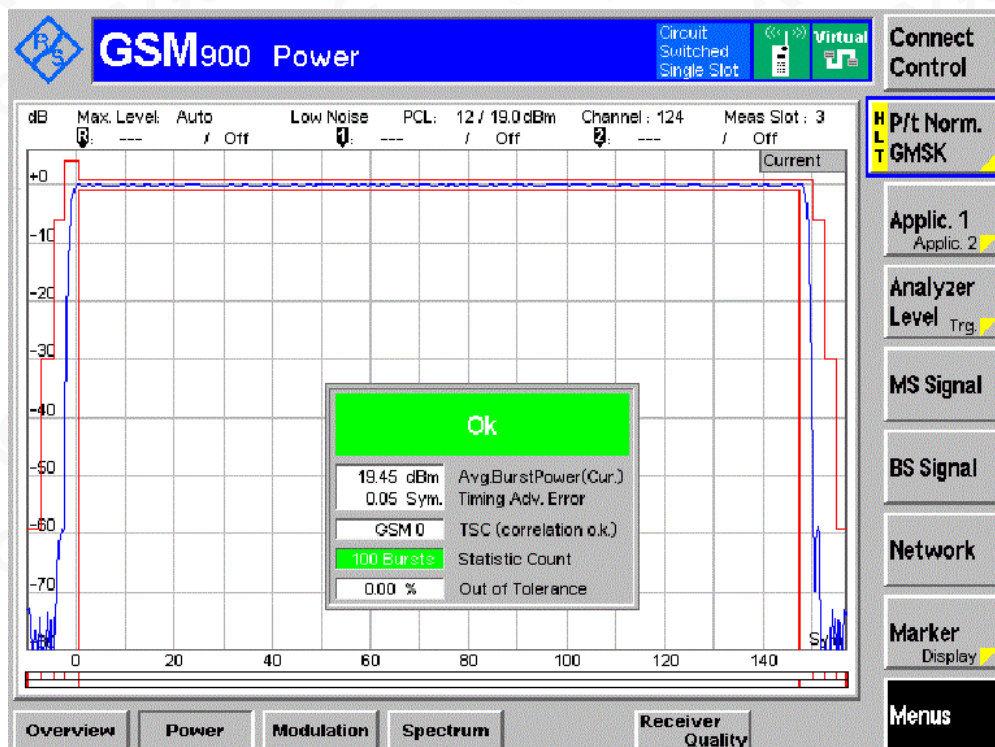 R/S
GSM900 Power
Circuit
Switched
Single Slot
Virtual
Connect
Control
dB Max. Level: Auto Low Noise PCL: 12 / 19.0 dBm Channel : 124 Meas Slot : 3
R: --- / Off 1: --- / Off 2: --- / Off
Current
HLT
P/t Norm.
GMSK
Applic. 1
Applic. 2
Analyzer
Level Trg.
MS Signal
BS Signal
Network
Marker
Display
Menus
+0
-10
-20
-30
-40
-50
-60
-70
Ok
19.45 dBm Avg.BurstPower(Cur.)
0.05 Sym. Timing Adv. Error
GSM 0 TSC (correlation o.k.)
100 Bursts Statistic Count
0.00 % Out of Tolerance
0 20 40 60 80 100 120 140
Overview Power Modulation Spectrum Receiver
Quality